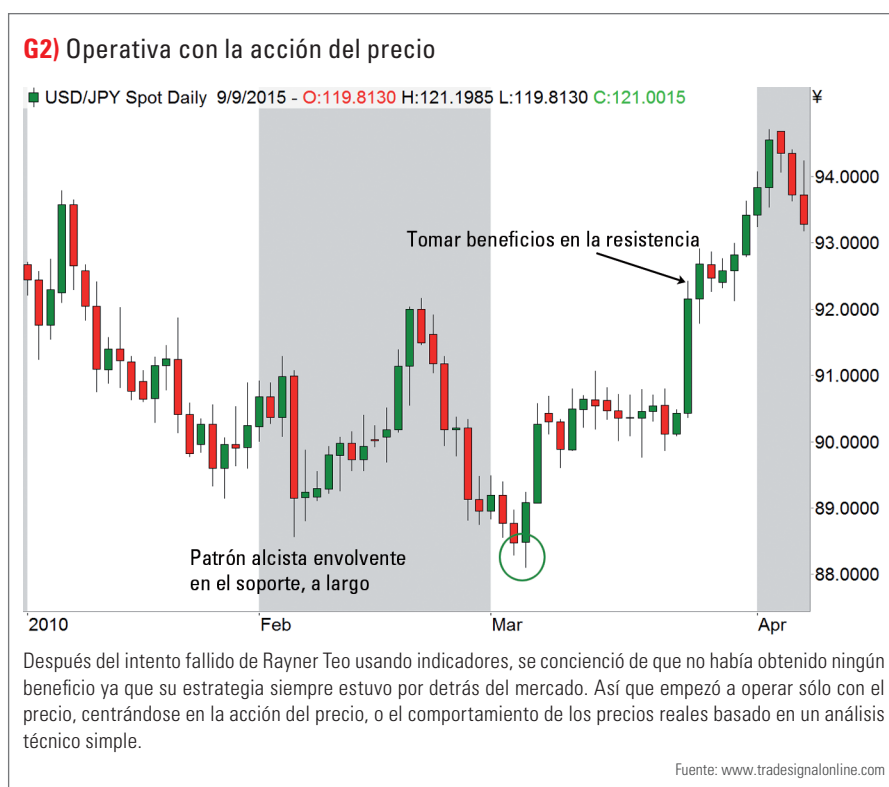 G2) Operativa con la acción del precio
USD/JPY Spot Daily 9/9/2015 - O:119.8130 H:121.1985 L:119.8130 C:121.0015
¥
94.0000
Tomar beneficios en la resistencia
93.0000
92.0000
91.0000
90.0000
89.0000
Patrón alcista envolvente
en el soporte, a largo
88.0000
2010 Feb Mar Apr
Después del intento fallido de Rayner Teo usando indicadores, se concienció de que no había obtenido ningún
beneficio ya que su estrategia siempre estuvo por detrás del mercado. Así que empezó a operar sólo con el
precio, centrándose en la acción del precio, o el comportamiento de los precios reales basado en un análisis
técnico simple.
Fuente: www.tradesignalonline.com